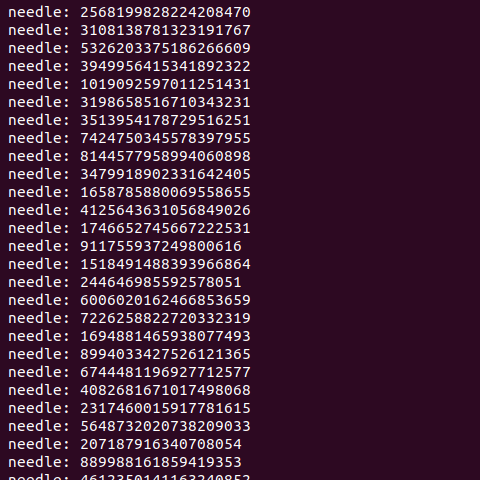 needle: 2568199828224208470
needle: 3108138781323191767
needle: 5326203375186266609
needle: 3949956415341892322
needle: 1019092597011251431
needle: 3198658516710343231
needle: 3513954178729516251
needle: 7424750345578397955
needle: 8144577958994060898
needle: 3479918902331642405
needle: 1658785880069558655
needle: 4125643631056849026
needle: 1746652745667222531
needle: 911755937249800616
needle: 1518491488393966864
needle: 244646985592578051
needle: 6006020162466853659
needle: 7226258822720332319
needle: 1694881465938077493
needle: 8994033427526121365
needle: 6744481196927712577
needle: 4082681671017498068
needle: 2317460015917781615
needle: 5648732020738209033
needle: 207187916340708054
needle: 889988161859419353
needle: